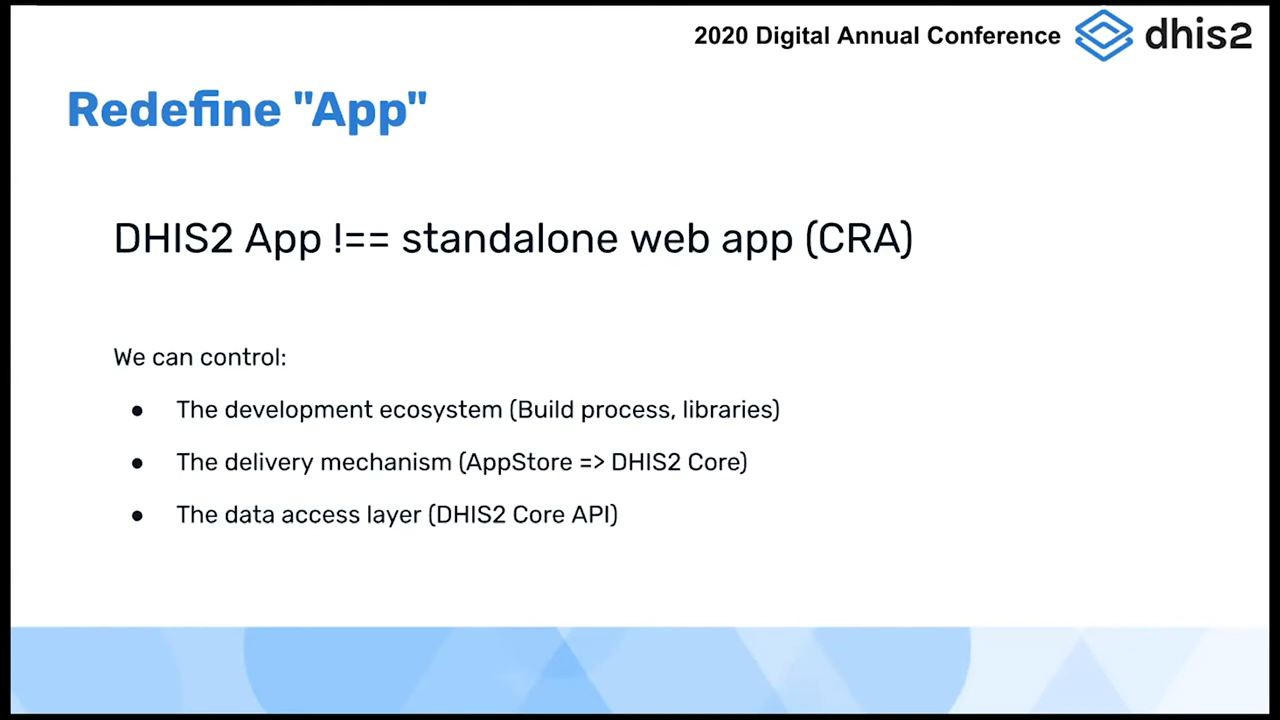 2020 Digital Annual Conference dhis2
Redefine "App"
DHIS2 App !== standalone web app (CRA)
We can control:
● The development ecosystem (Build process, libraries)
● The delivery mechanism (AppStore => DHIS2 Core)
● The data access layer (DHIS2 Core API)